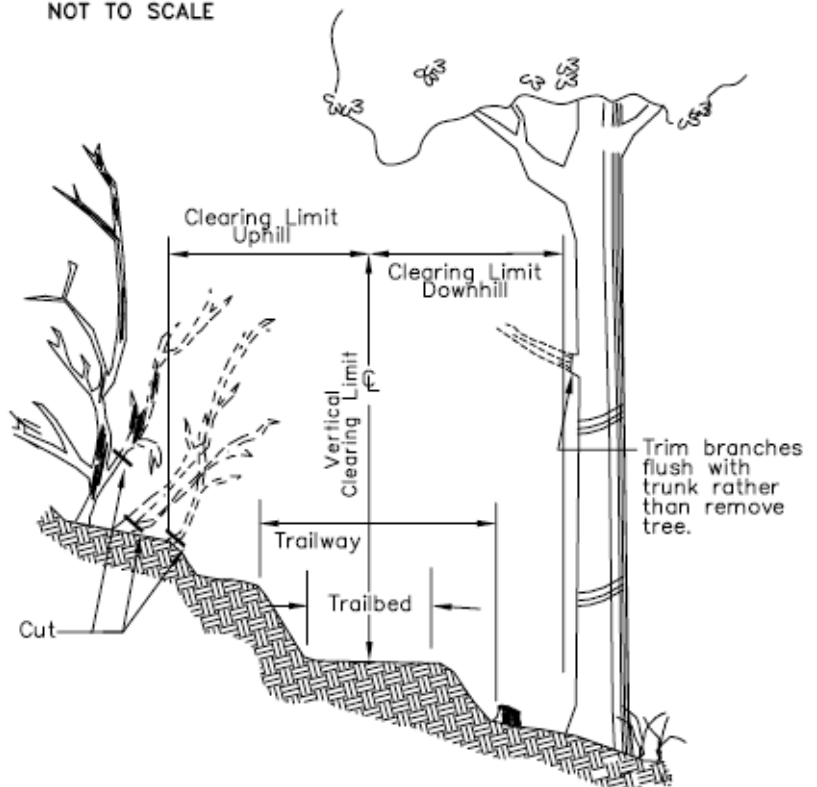 NOT TO SCALE
Clearing Limit
Uphill
Clearing Limit
Downhill
Vertical
Clearing Limit
℄
Trim branches
flush with
trunk rather
than remove
tree.
Trailway
Trailbed
Cut